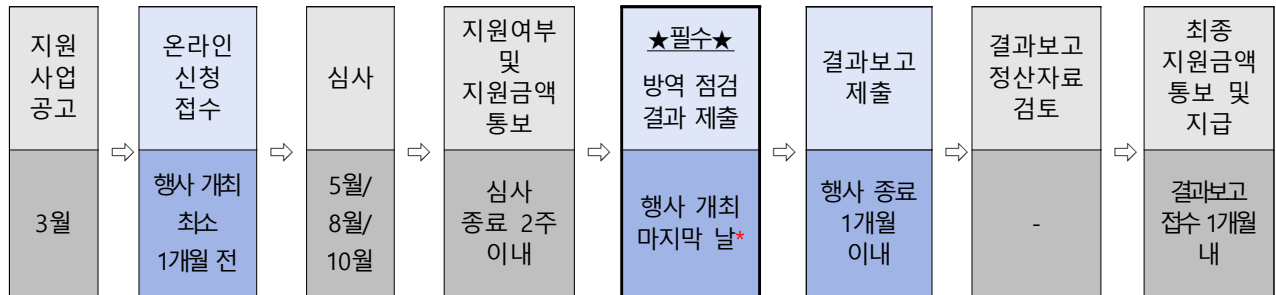 지원
사업
공고
3월
⇨
온라인
신청
접수
행사 개최
최소
1개월 전
⇨
심사
5월/
8월/
10월
⇨
지원여부
및
지원금액
통보
심사
종료 2주
이내
⇨
★필수★
방역 점검
결과 제출
행사 개최
마지막 날*
⇨
결과보고
제출
행사 종료
1개월
이내
⇨
결과보고
정산자료
검토
-
⇨
최종
지원금액
통보 및
지급
결과보고
접수 1개월
내